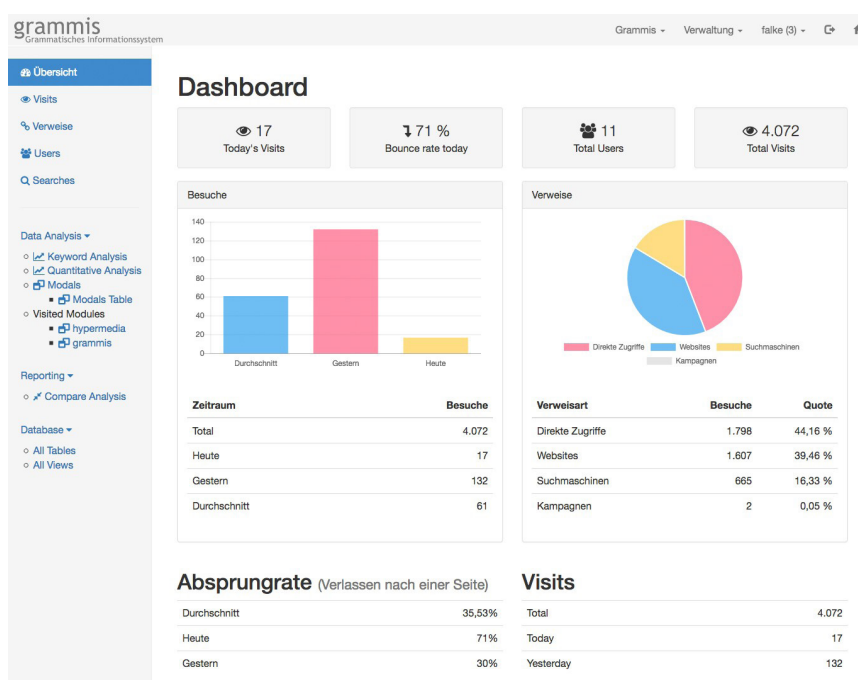 grammis
Grammatisches Informationssystem
Grammis
Verwaltung
falke (3)
Übersicht
Visits
Verweise
Users
Searches
Data Analysis
Keyword Analysis
Quantitative Analysis
Modals
Modals Table
Visited Modules
hypermedia
grammis
Reporting
Compare Analysis
Database
All Tables
All Views
Dashboard
17
Today's Visits
71 %
Bounce rate today
11
Total Users
4.072
Total Visits
Besuche
140
120
100
80
60
40
20
0
Durchschnitt Gestern Heute
Zeitraum Besuche
Total 4.072
Heute 17
Gestern 132
Durchschnitt 61
Verweise
Direkte Zugriffe Websites Suchmaschinen
Kampagnen
Verweisart Besuche Quote
Direkte Zugriffe 1.798 44,16 %
Websites 1.607 39,46 %
Suchmaschinen 665 16,33 %
Kampagnen 2 0,05 %
Absprungrate (Verlassen nach einer Seite)
Durchschnitt 35,53%
Heute 71%
Gestern 30%
Visits
Total 4.072
Today 17
Yesterday 132